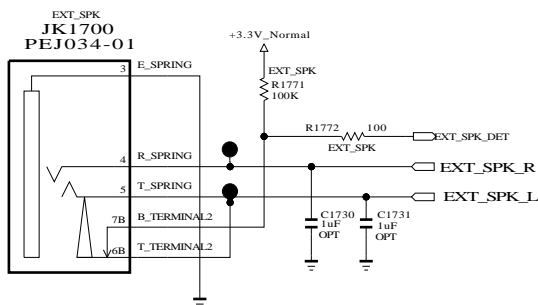 EXT_SPK
JK1700
PEJ034-01
+3.3V_Normal
3 E_SPRING
EXT_SPK
R1771
100K
R1772 100
EXT_SPK
EXT_SPK_DET
4 R_SPRING
EXT_SPK_R
5 T_SPRING
EXT_SPK_L
7B B_TERMINAL2
C1730
1uF
OPT
C1731
1uF
OPT
6B T_TERMINAL2